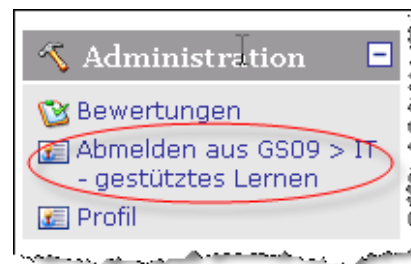 Administration
Bewertungen
Abmelden aus GS09 > IT
- gestütztes Lernen
Profil